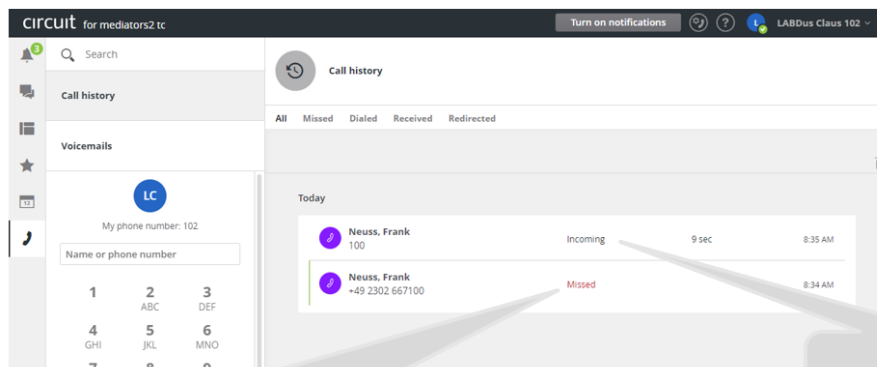 circuit for mediators2 tc
Turn on notifications
?
L
LABDus Claus 102
3
Search
Call history
Call history
All Missed Dialed Received Redirected
Voicemails
12
LC
My phone number: 102
Name or phone number
1 2 3
ABC DEF
4 5 6
GHI JKL MNO
Today
Neuss, Frank
100
Incoming 9 sec 8:35 AM
Neuss, Frank
+49 2302 667100
Missed 8:34 AM